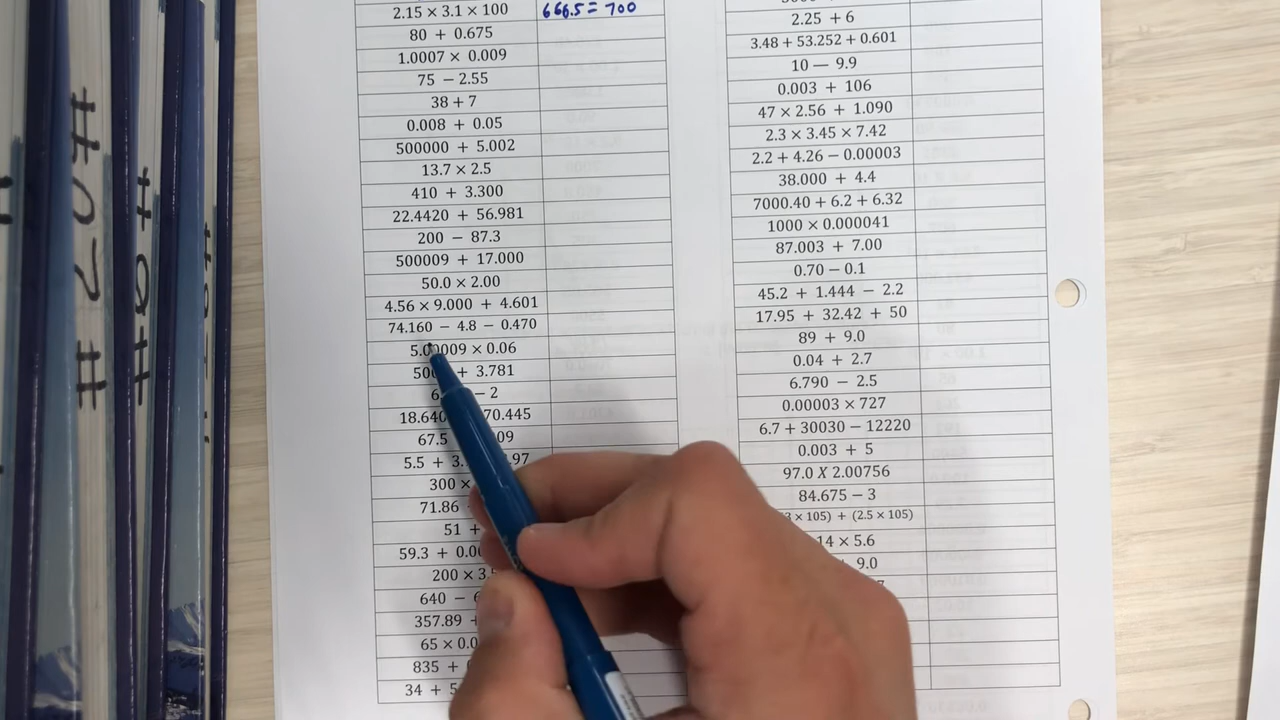 2.15 × 3.1 × 100
666.5 = 700
80 + 0.675
1.0007 × 0.009
75 − 2.55
38 + 7
0.008 + 0.05
500000 + 5.002
13.7 × 2.5
410 + 3.300
22.4420 + 56.981
200 − 87.3
500009 + 17.000
50.0 × 2.00
4.56 × 9.000 + 4.601
74.160 − 4.8 − 0.470
5.00009 × 0.06
+ 3.781
− 2
18.640 70.445
67.5 09
5.5 + 3. 97
300 ×
71.86
51 +
59.3 + 0.00
200 × 3.5
640 −
357.89 +
65 × 0.0
835 +
34 + 5
2.25 + 6
3.48 + 53.252 + 0.601
10 — 9.9
0.003 + 106
47 × 2.56 + 1.090
2.3 × 3.45 × 7.42
2.2 + 4.26 − 0.00003
38.000 + 4.4
7000.40 + 6.2 + 6.32
1000 × 0.000041
87.003 + 7.00
0.70 − 0.1
45.2 + 1.444 − 2.2
17.95 + 32.42 + 50
89 + 9.0
0.04 + 2.7
6.790 − 2.5
0.00003 × 727
6.7 + 30030 − 12220
0.003 + 5
97.0 X 2.00756
84.675 − 3
3 × 105) + (2.5 × 105)
14 × 5.6
9.0
7